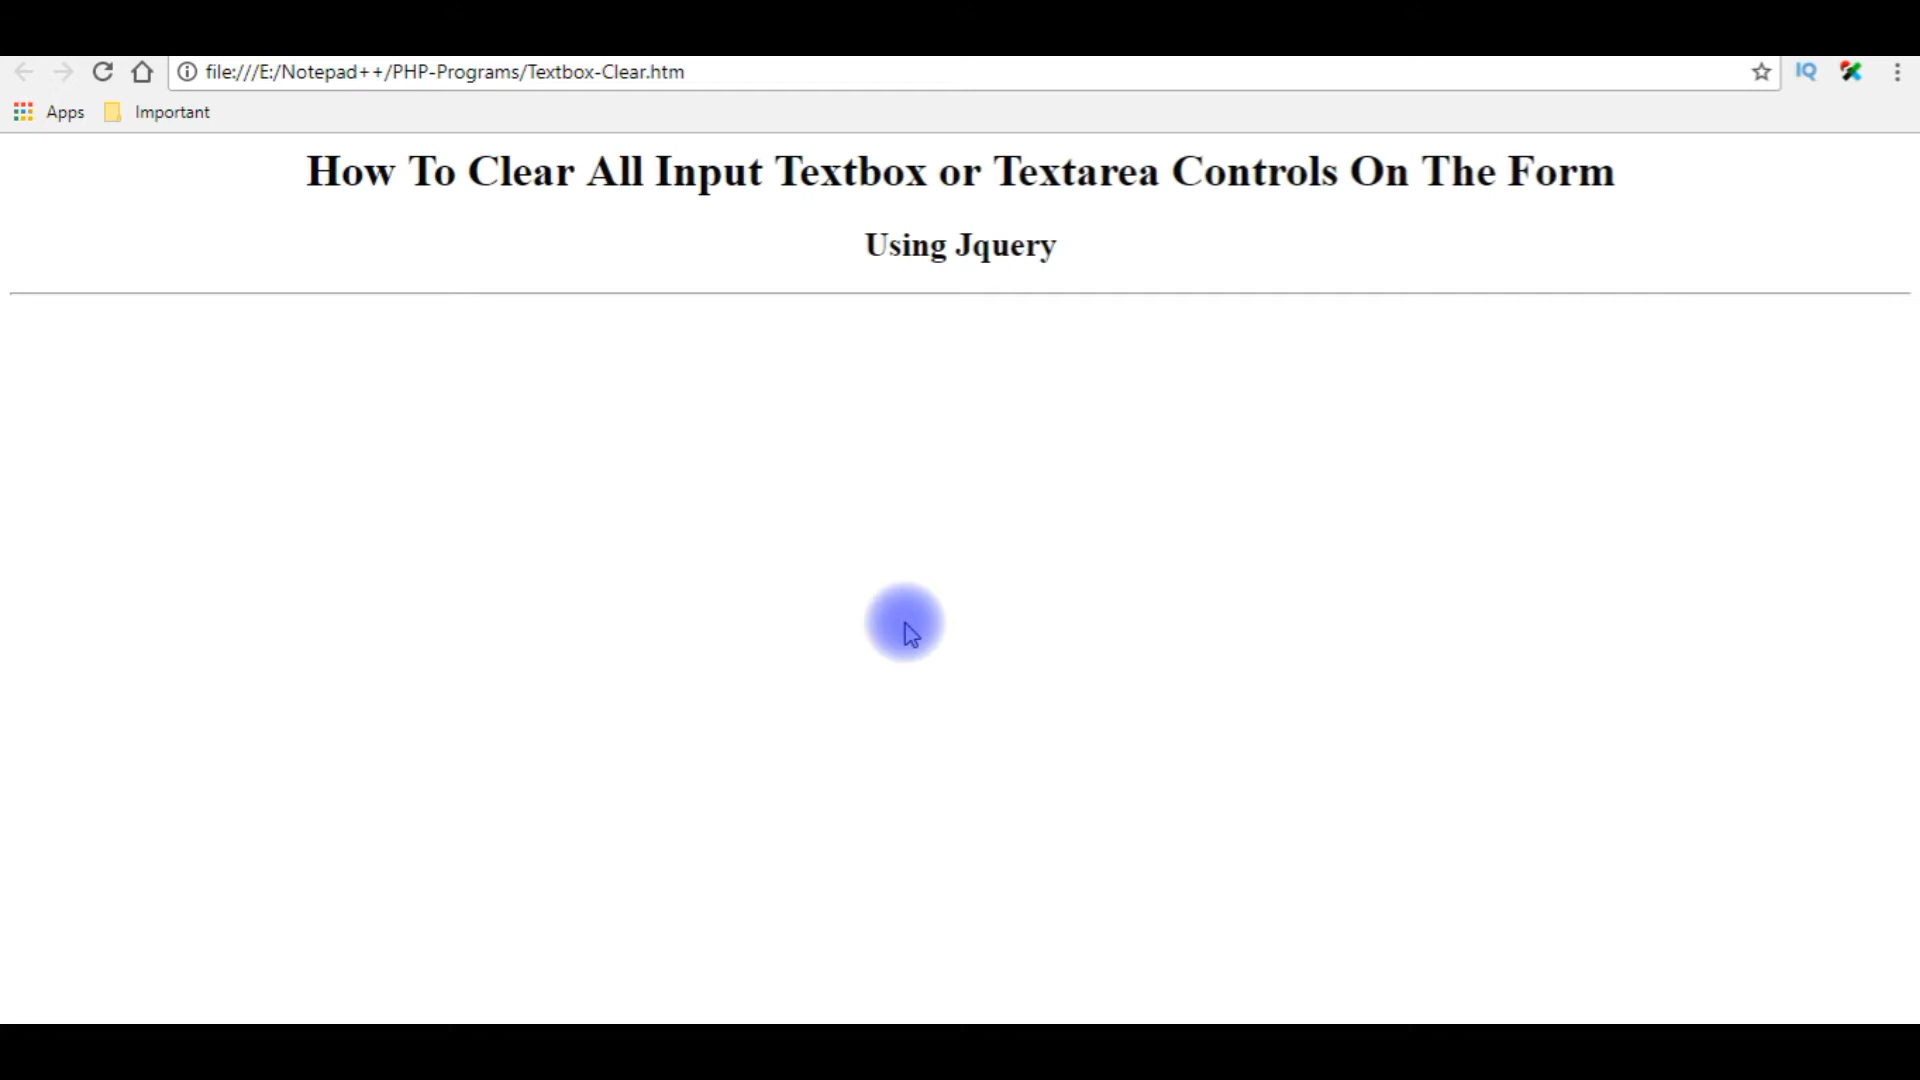 file:///E:/Notepad++/PHP-Programs/Textbox-Clear.htm
IQ
Apps
Important
How To Clear All Input Textbox or Textarea Controls On The Form
Using Jquery